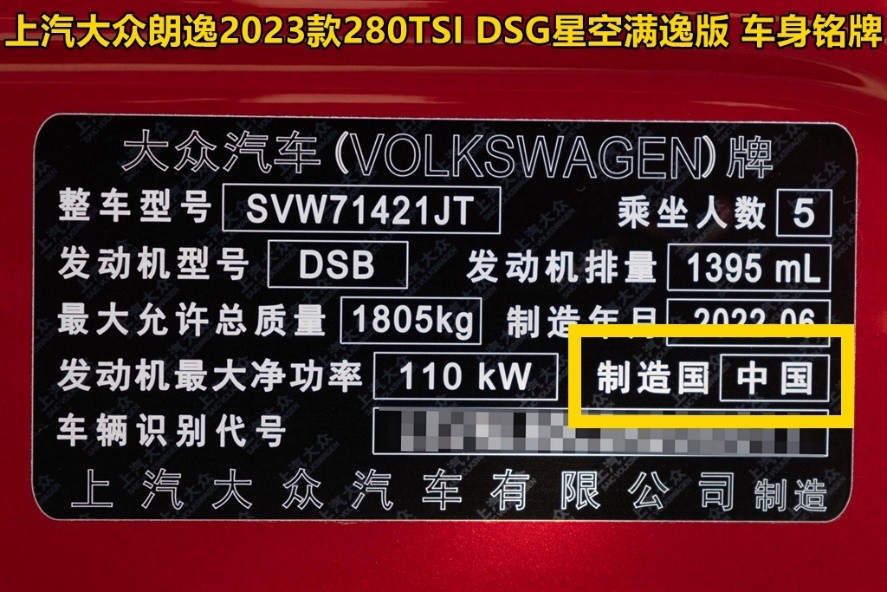 上汽大众朗逸2023款280TSI DSG星空满逸版 车身铭牌
大众汽车(VOLKSWAGEN)牌
整车型号 SVW71421JT 乘坐人数 5
发动机型号 DSB 发动机排量 1395 mL
最大允许总质量 1805kg 制造年月 2022.06
发动机最大净功率 110 kW 制造国 中国
车辆识别代号
上汽大众汽车有限公司 制造